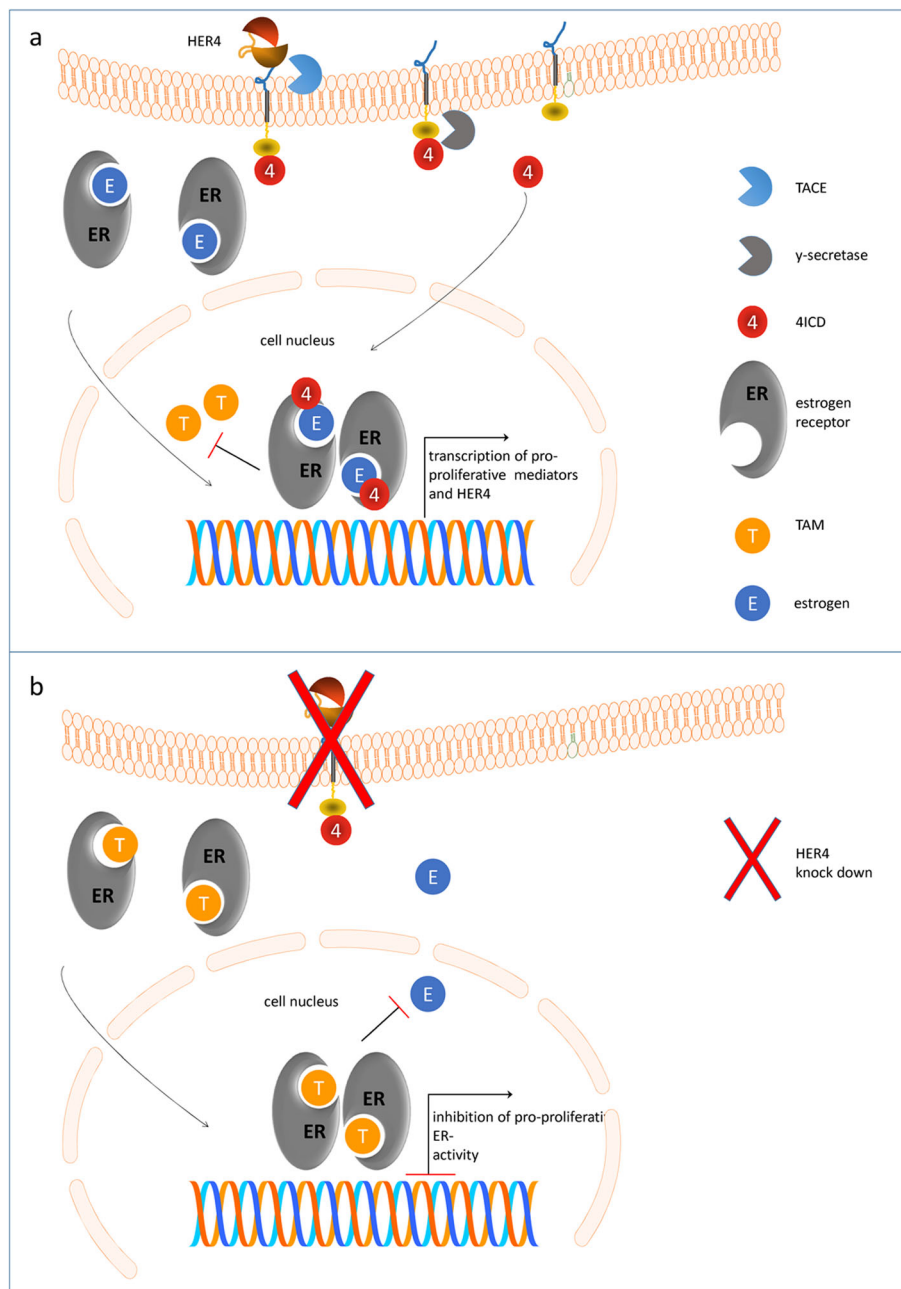 a
HER4
4
4
4
E
ER
ER
E
TACE
y-secretase
4
4ICD
ER
estrogen
receptor
T
TAM
E
estrogen
cell nucleus
T
T
4
E
ER
ER
E
4
transcription of pro-
proliferative mediators
and HER4
b
4
T
ER
ER
T
E
HER4
knock down
cell nucleus
E
T
ER
ER
T
inhibition of pro-proliferati
ER-
activity